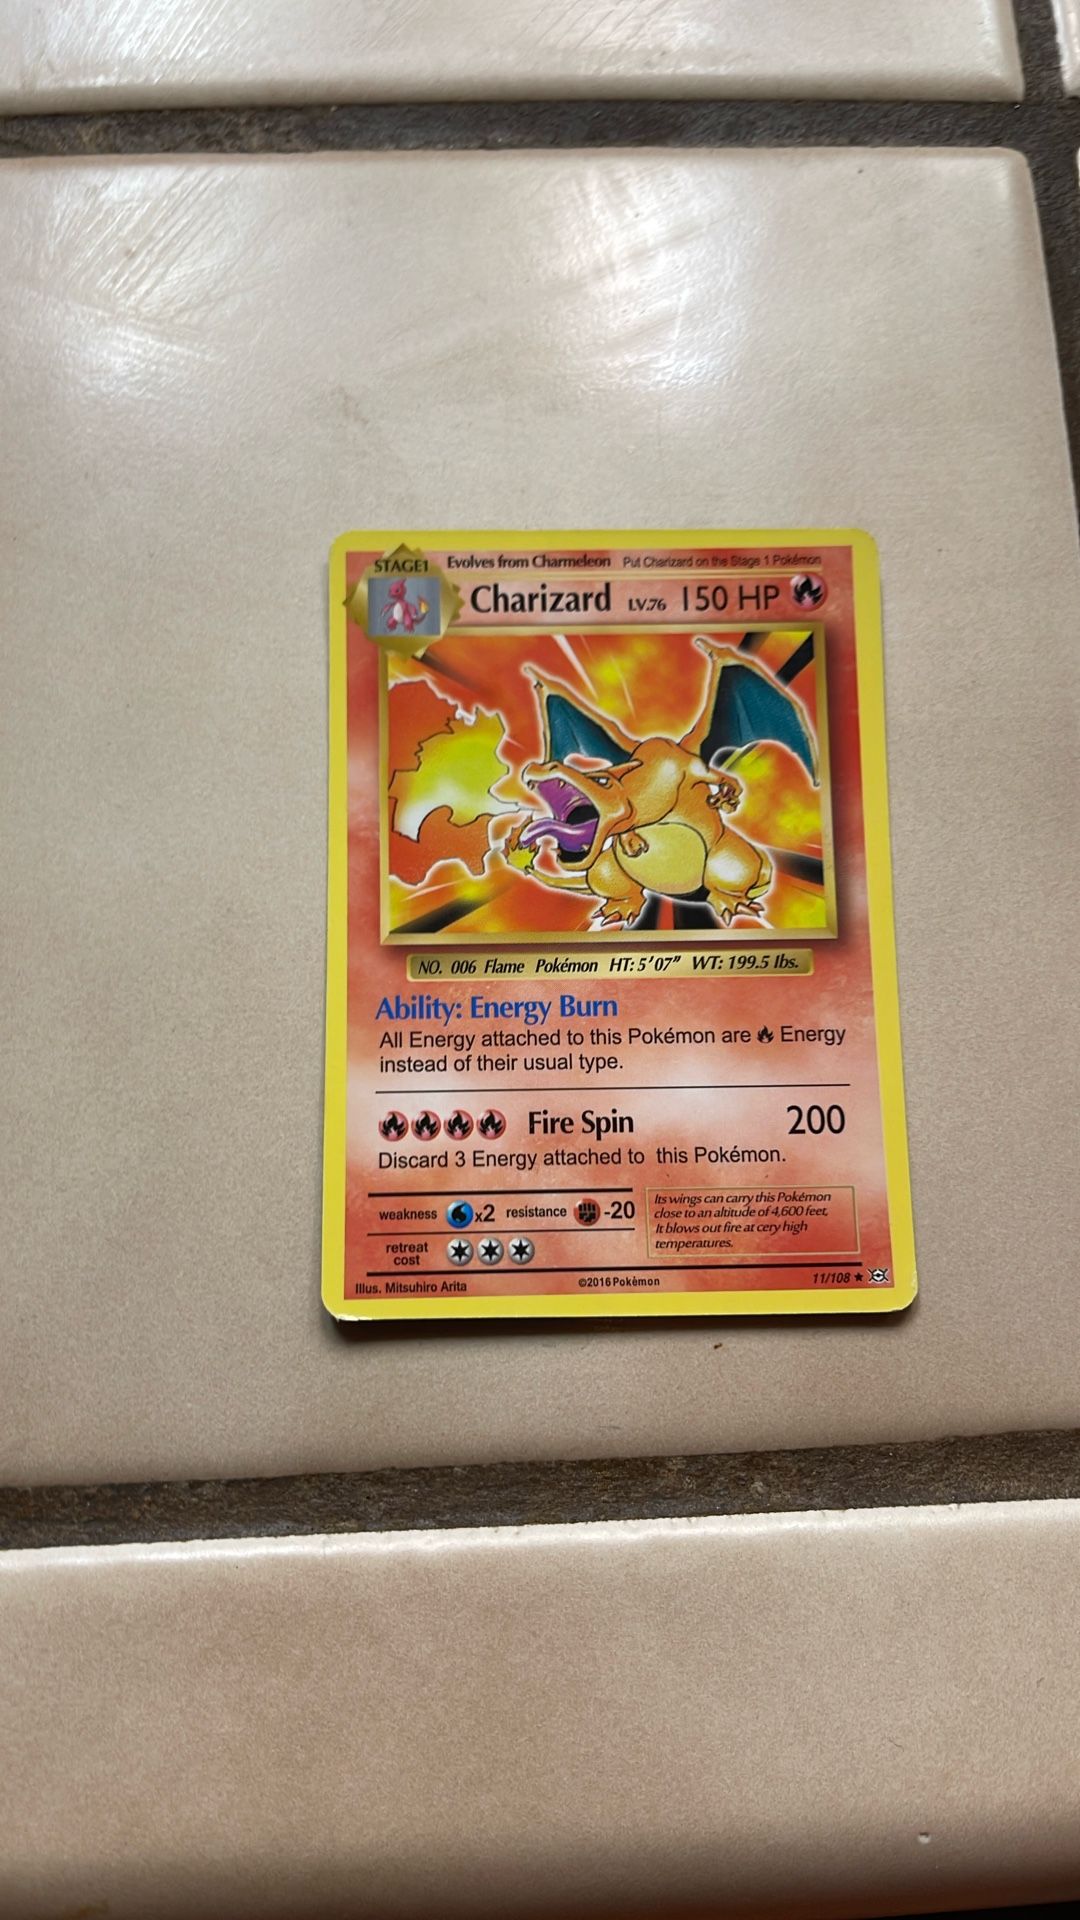 STAGE1 Evolves from Charmeleon Put Charizard on the Stage 1 Pokémon
Charizard LV.76 150 HP
NO. 006 Flame Pokémon HT: 5'07" WT: 199.5 lbs.
Ability: Energy Burn
All Energy attached to this Pokémon are Energy
instead of their usual type.
Fire Spin 200
Discard 3 Energy attached to this Pokémon.
weakness x2 resistance -20
retreat
cost
Its wings can carry this Pokémon
close to an altitude of 4,600 feet,
It blows out fire at cery high
temperatures.
Illus. Mitsuhiro Arita ©2016 Pokèmon 11/108 ★